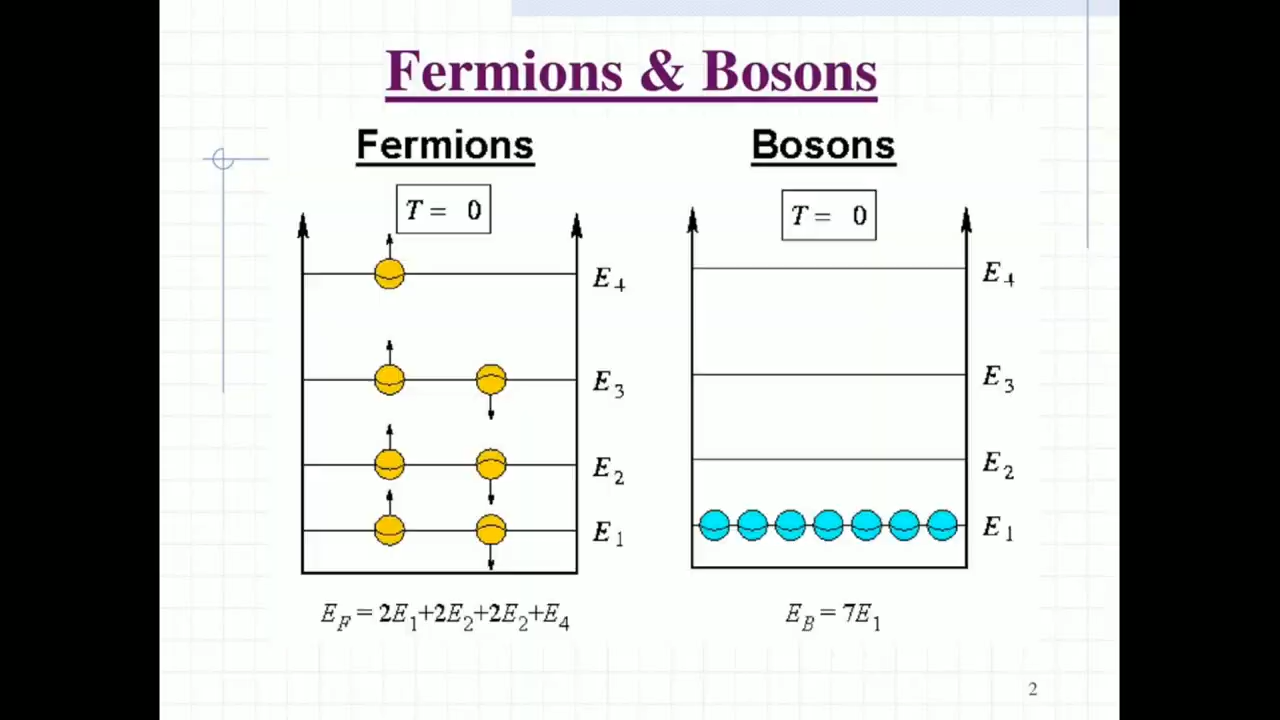 Fermions & Bosons
Fermions
T = 0
E4
E3
E2
E1
EF = 2E1+2E2+2E2+E4
Bosons
T = 0
E4
E3
E2
E1
EB = 7E1
2